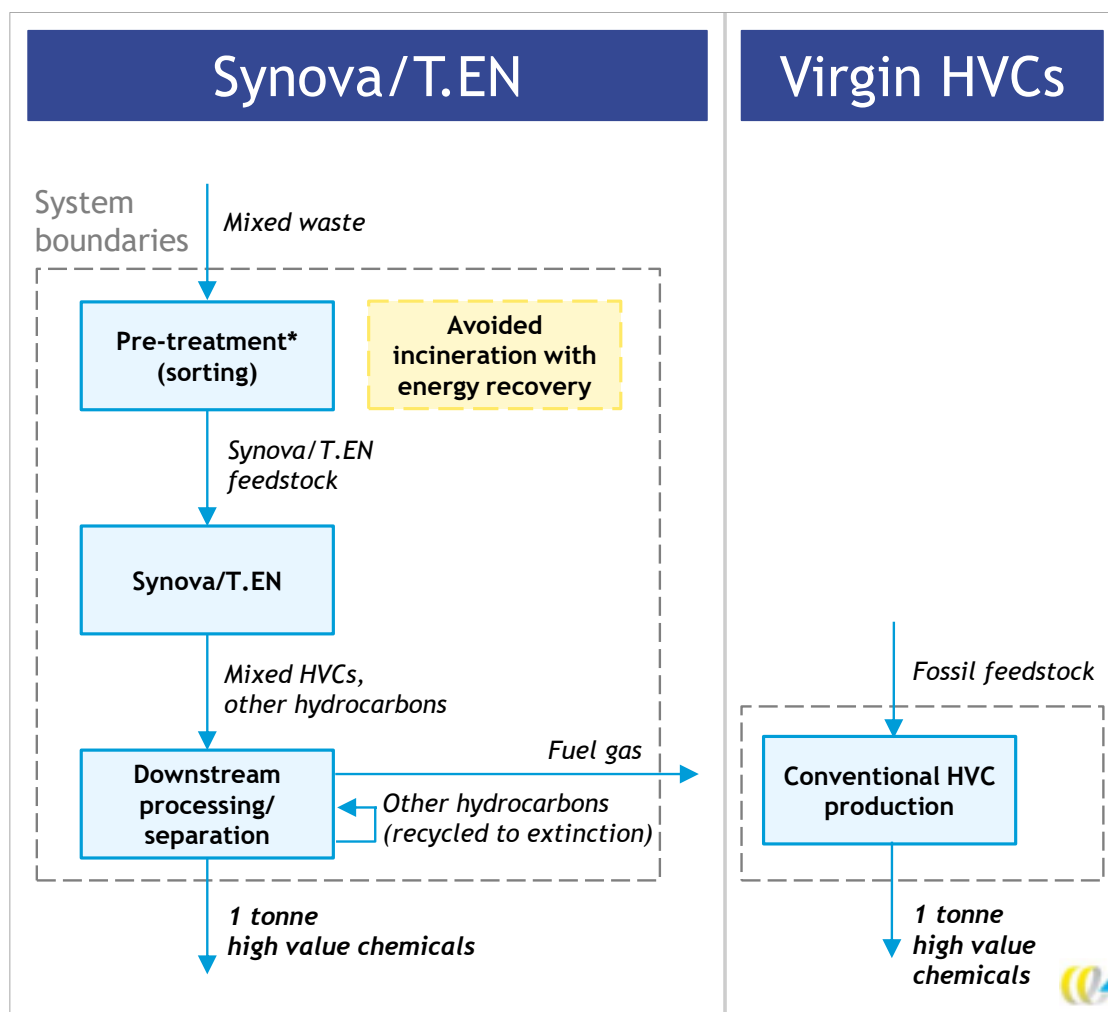 Synova/T.EN
Virgin HVCs
System
boundaries
Mixed waste
Pre-treatment*
(sorting)
Avoided
incineration with
energy recovery
Synova/T.EN
feedstock
Synova/T.EN
Mixed HVCs,
other hydrocarbons
Downstream
processing/
separation
Fuel gas
Other hydrocarbons
(recycled to extinction)
1 tonne
high value chemicals
Fossil feedstock
Conventional HVC
production
1 tonne
high value
chemicals